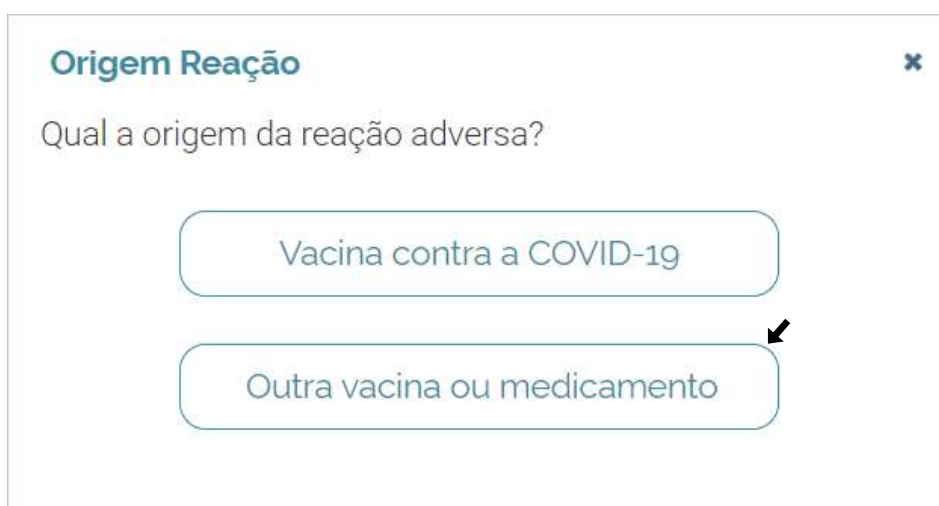 Origem Reação
Qual a origem da reação adversa?
Vacina contra a COVID-19
Outra vacina ou medicamento